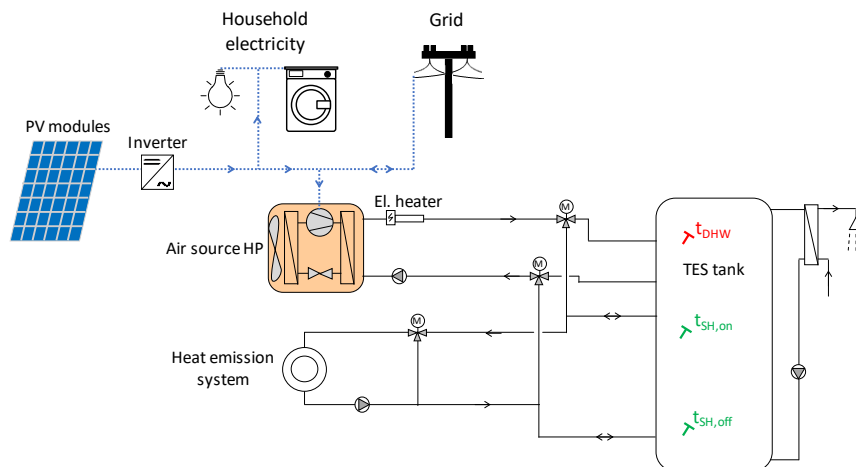 Household
electricity
Grid
PV modules
Inverter
El. heater
M
Air source HP
M
t_DHW
TES tank
M
t_SH,on
Heat emission
system
t_SH,off